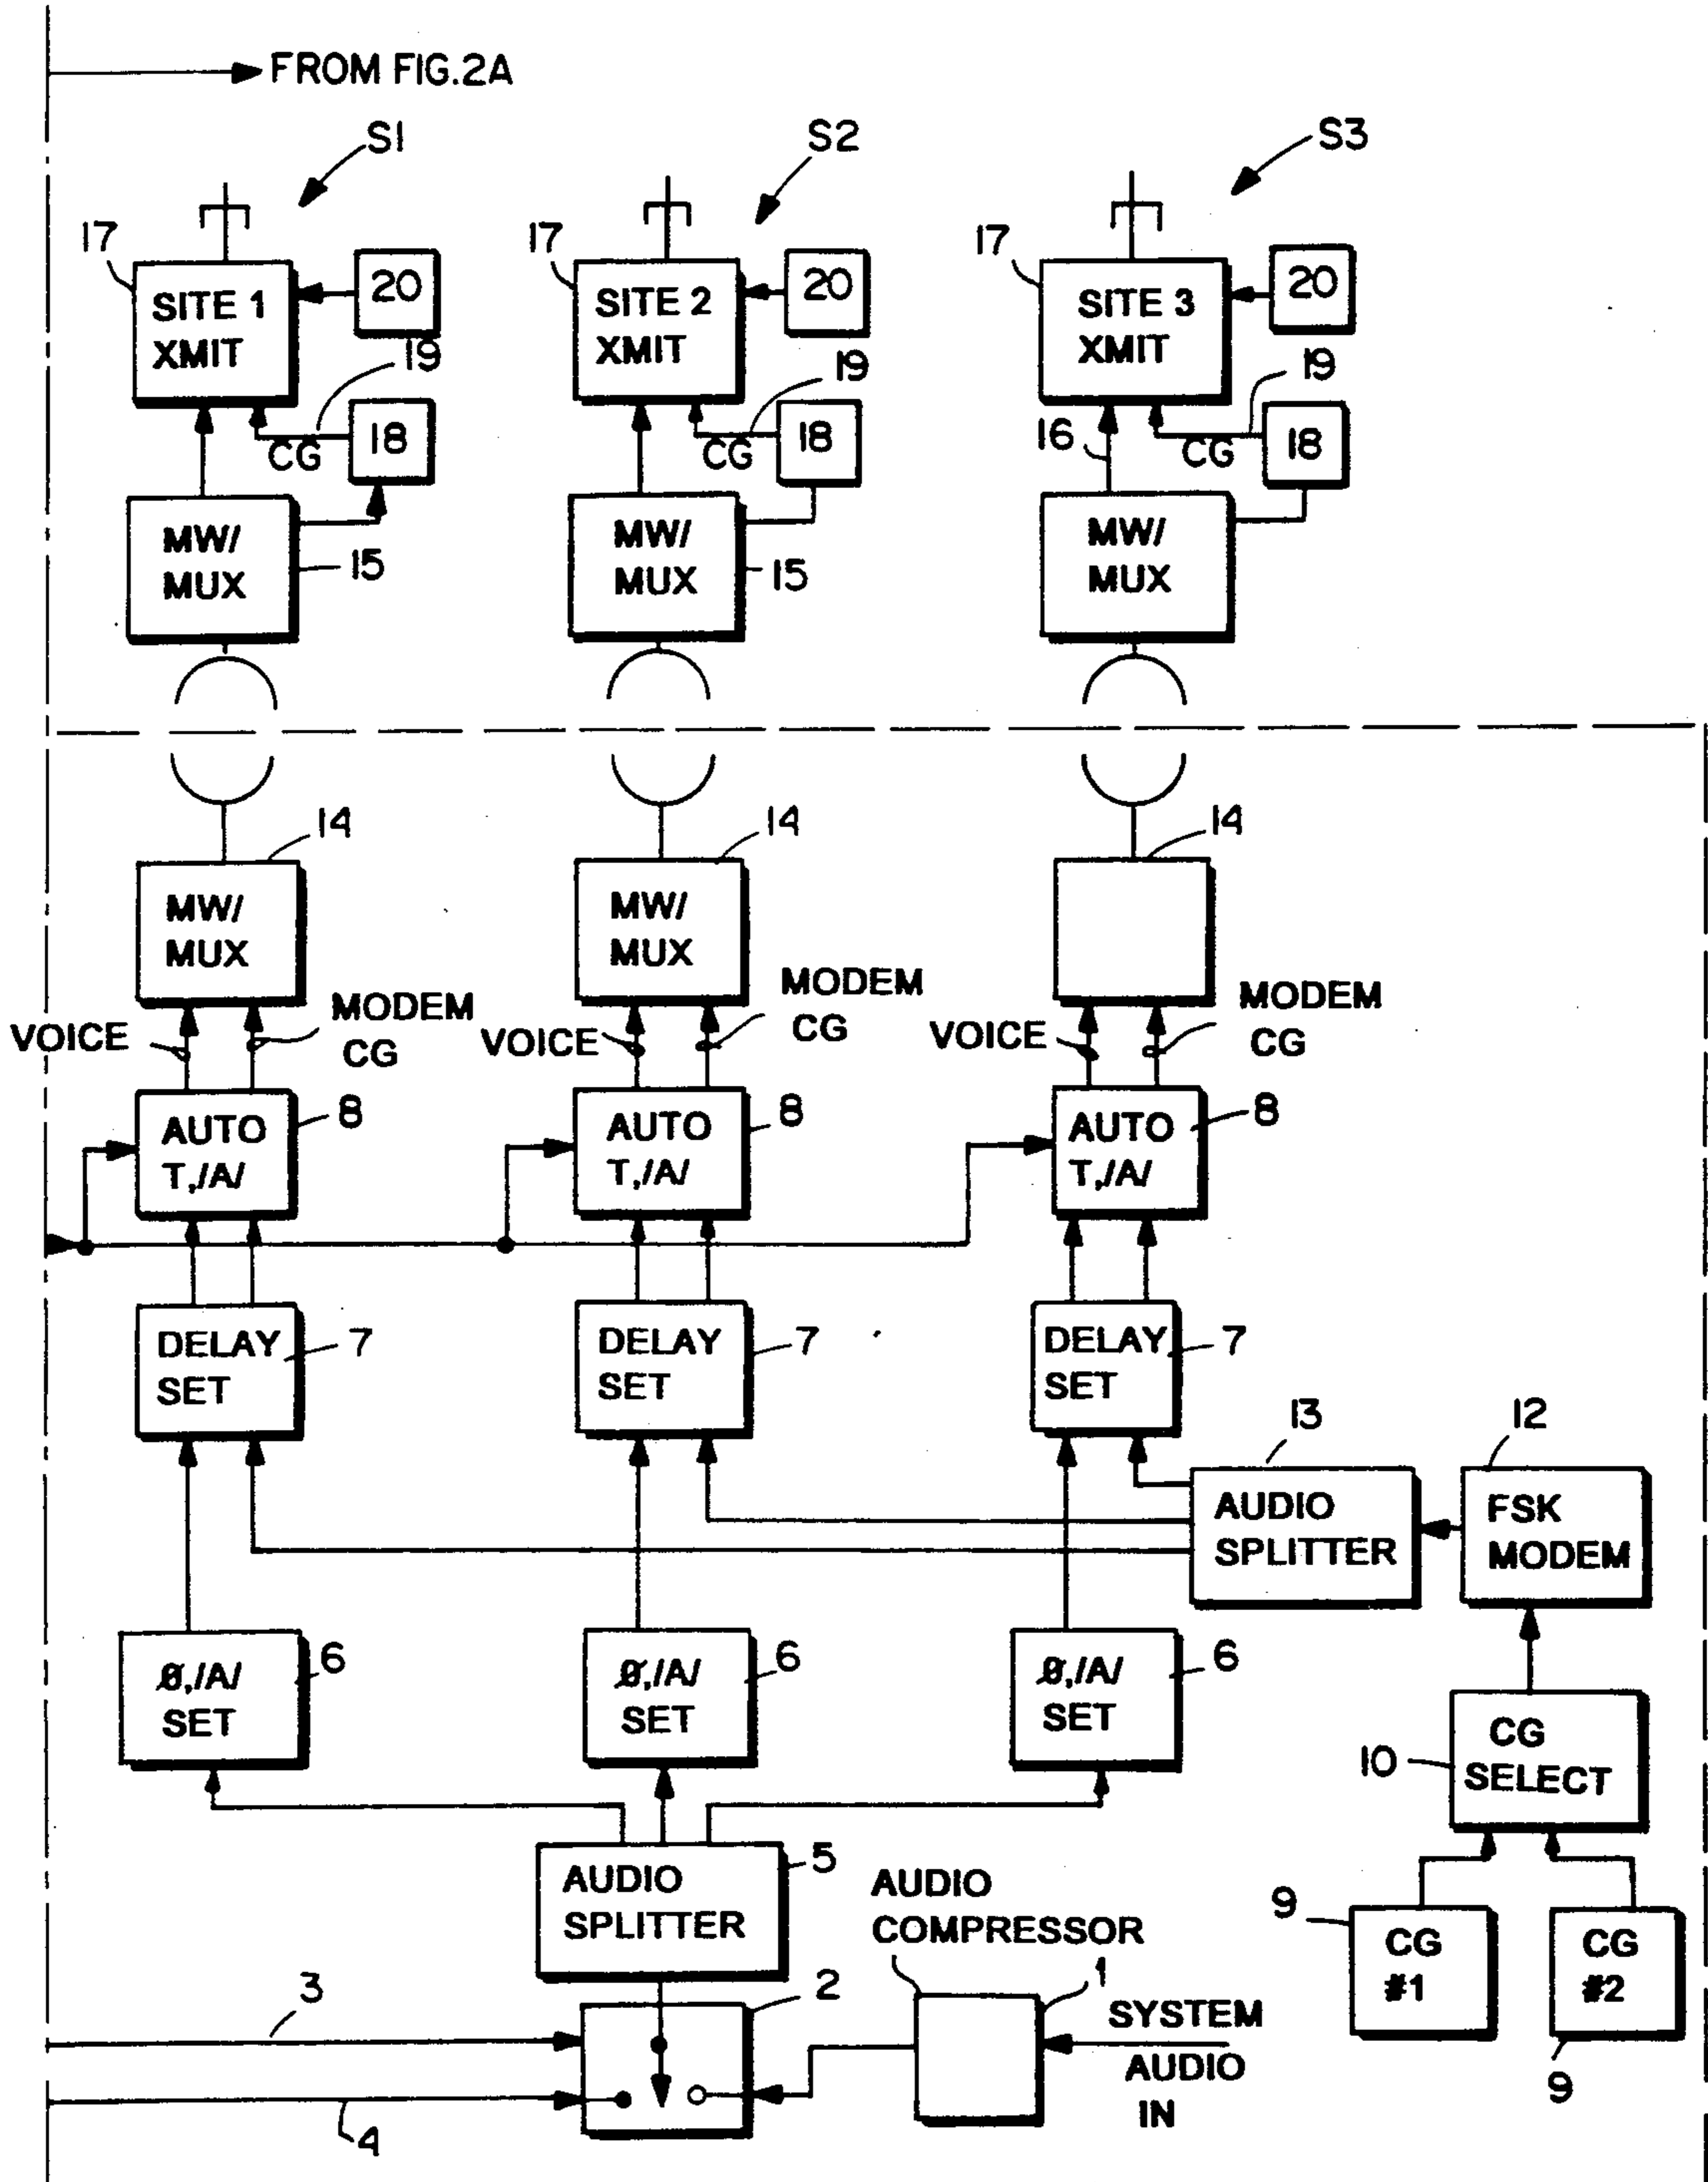 FROM FIG.2A
S1
S2
S3
17
SITE 1
XMIT
20
17
SITE 2
XMIT
20
17
SITE 3
XMIT
20
19
19
19
CG
18
CG
18
16
CG
18
MW/
MUX
15
MW/
MUX
15
MW/
MUX
14
14
14
MW/
MUX
MW/
MUX
VOICE
MODEM
CG
VOICE
MODEM
CG
VOICE
MODEM
CG
AUTO
T,/A/
8
AUTO
T,/A/
8
AUTO
T,/A/
8
DELAY
SET
7
DELAY
SET
7
DELAY
SET
7
13
12
AUDIO
SPLITTER
FSK
MODEM
Ø,/A/
SET
6
Ø,/A/
SET
6
Ø,/A/
SET
6
10
CG
SELECT
AUDIO
SPLITTER
5
AUDIO
COMPRESSOR
1
9
CG
#1
CG
#2
9
3
2
SYSTEM
AUDIO
IN
4